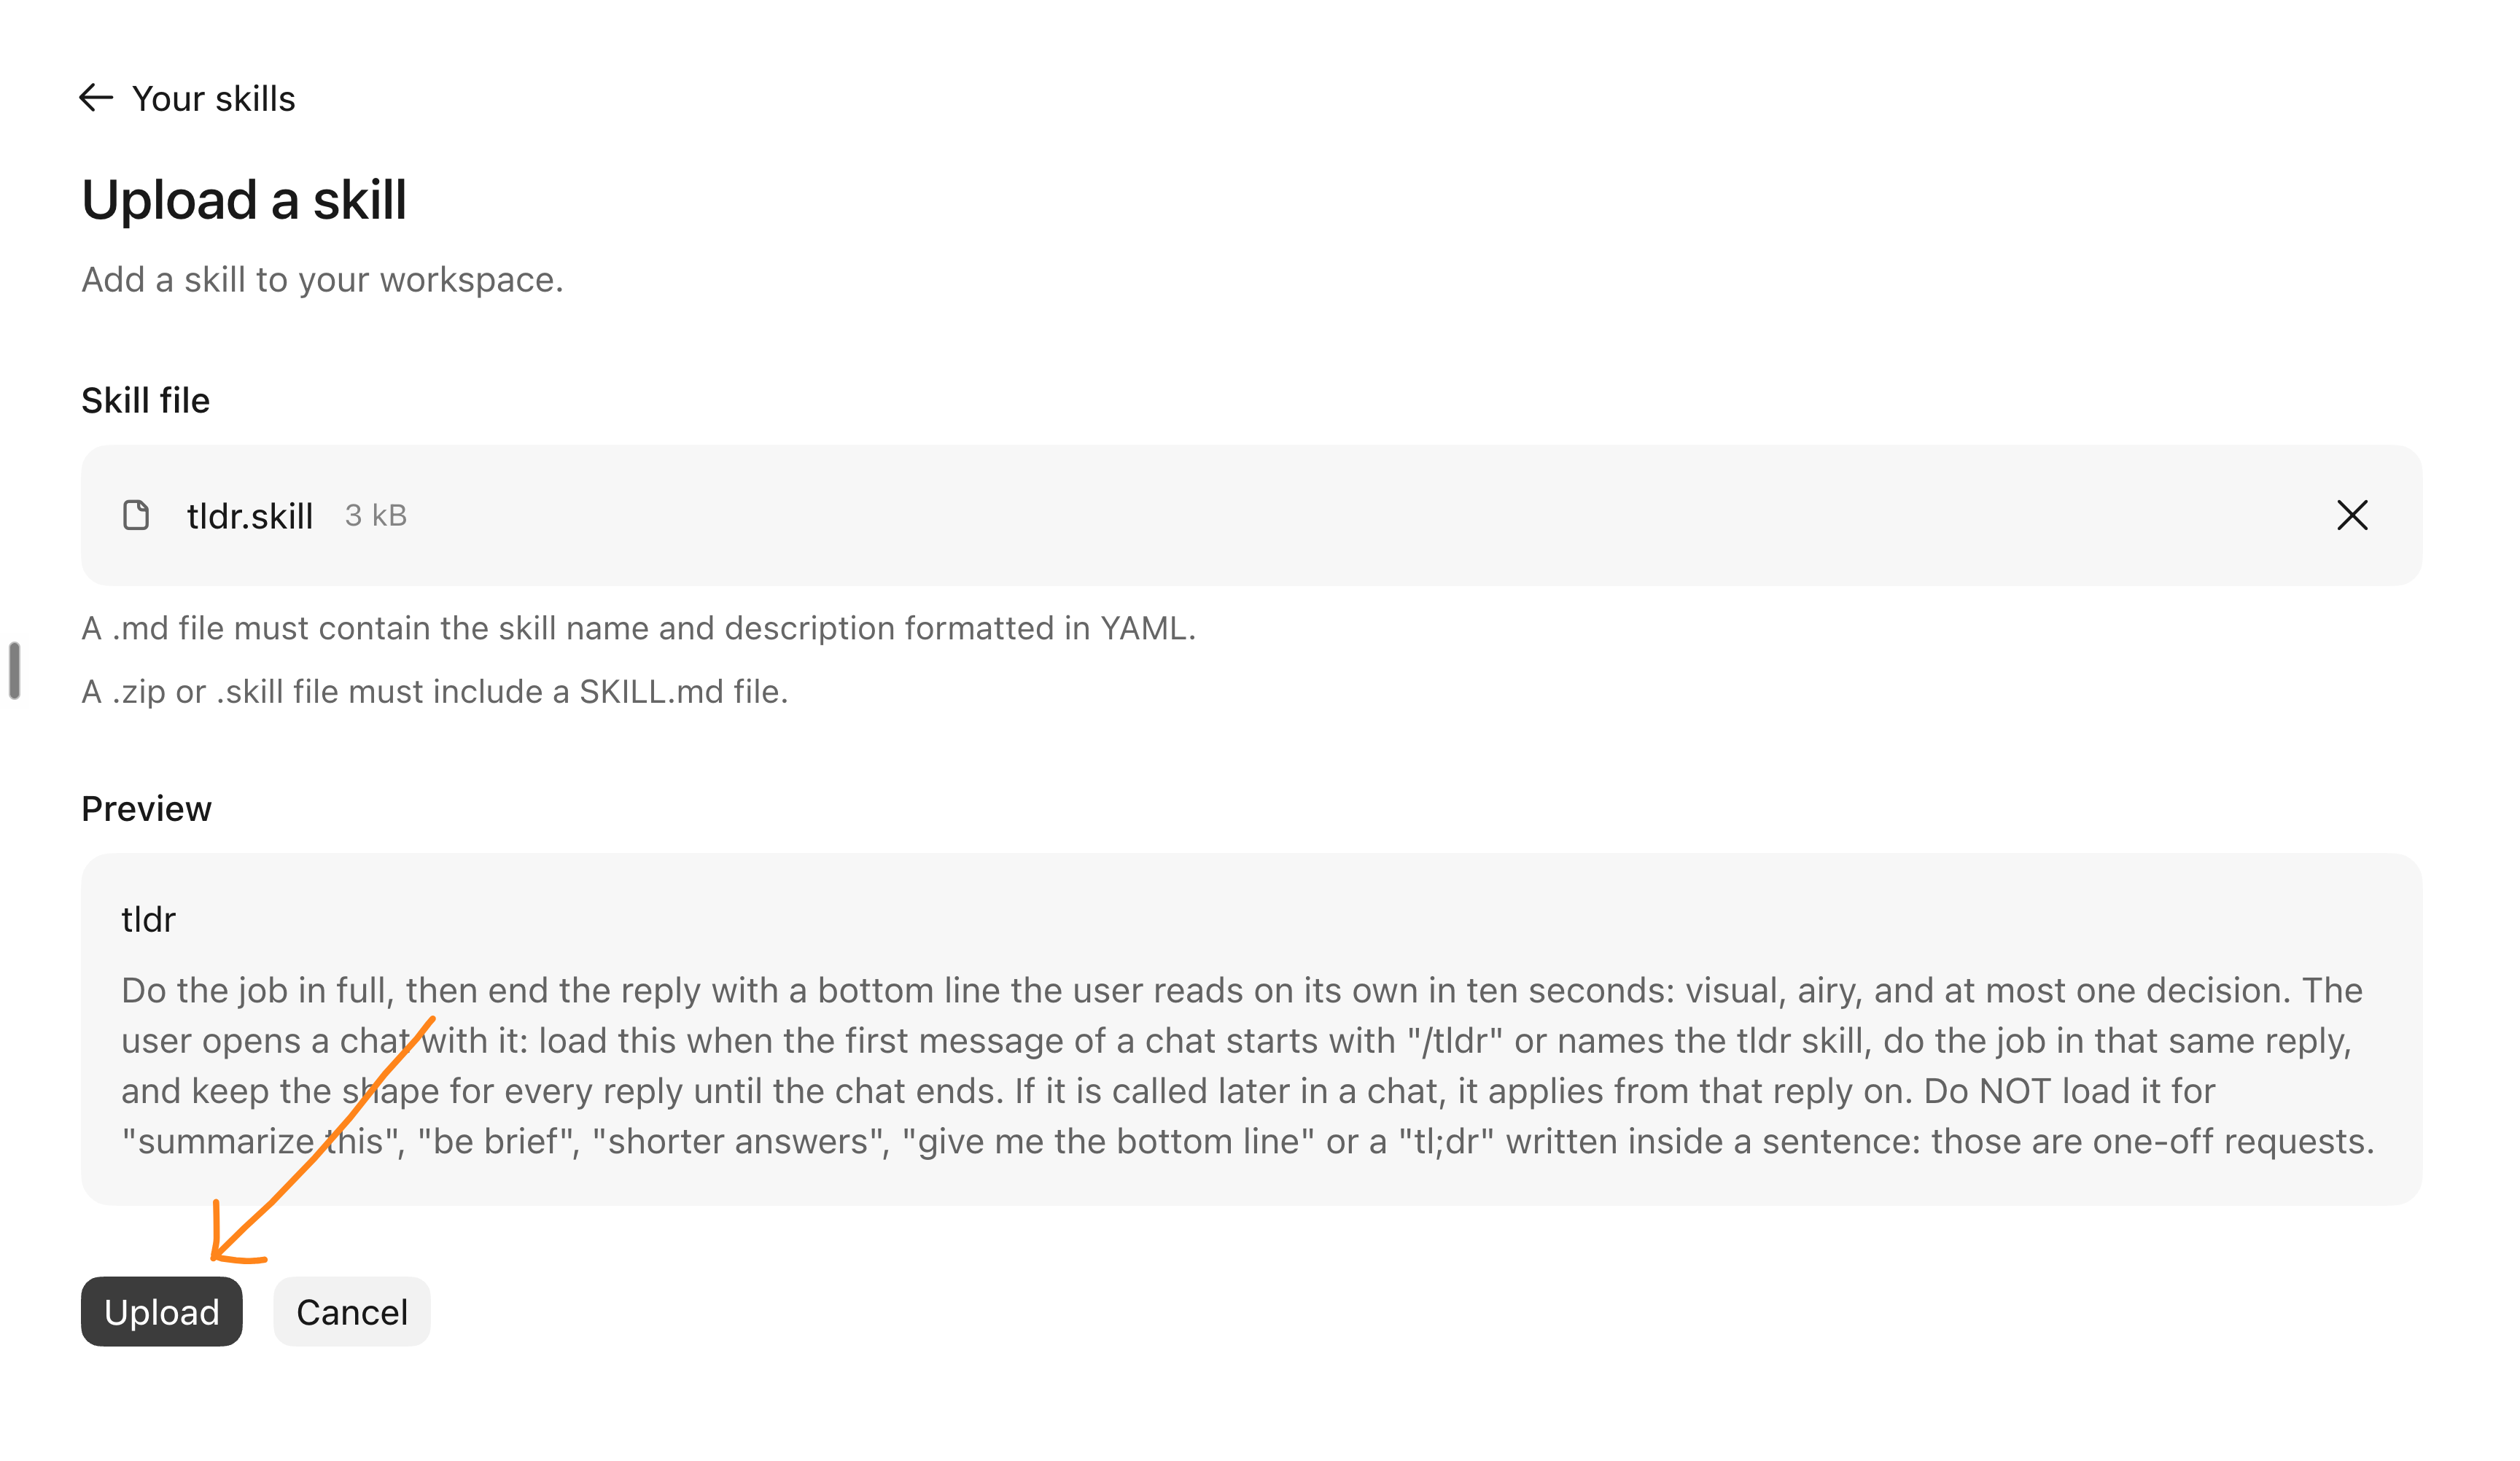 Your skills
Upload a skill
Add a skill to your workspace.
Skill file
tldr.skill 3 kB
A .md file must contain the skill name and description formatted in YAML.
A .zip or .skill file must include a SKILL.md file.
Preview
tldr
Do the job in full, then end the reply with a bottom line the user reads on its own in ten seconds: visual, airy, and at most one decision. The
user opens a chat with it: load this when the first message of a chat starts with "/tldr" or names the tldr skill, do the job in that same reply,
and keep the shape for every reply until the chat ends. If it is called later in a chat, it applies from that reply on. Do NOT load it for
"summarize this", "be brief", "shorter answers", "give me the bottom line" or a "tl;dr" written inside a sentence: those are one-off requests.
Upload Cancel